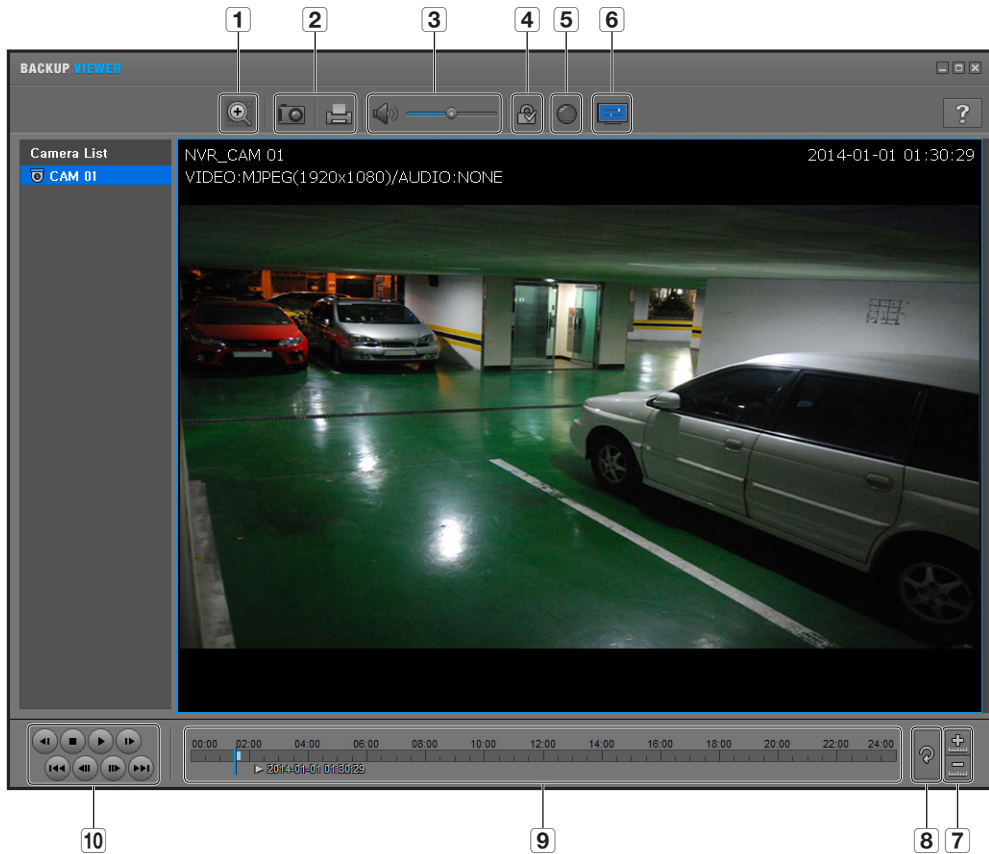 1 2 3 4 5 6
BACKUP VIEWER
?
Camera List
CAM 01
NVR_CAM 01
2014-01-01 01:30:29
VIDEO:MJPEG(1920x1080)/AUDIO:NONE
00:00 02:00 04:00 06:00 08:00 10:00 12:00 14:00 16:00 18:00 20:00 22:00 24:00
2014-01-01 01:30:29
10 9 8 7